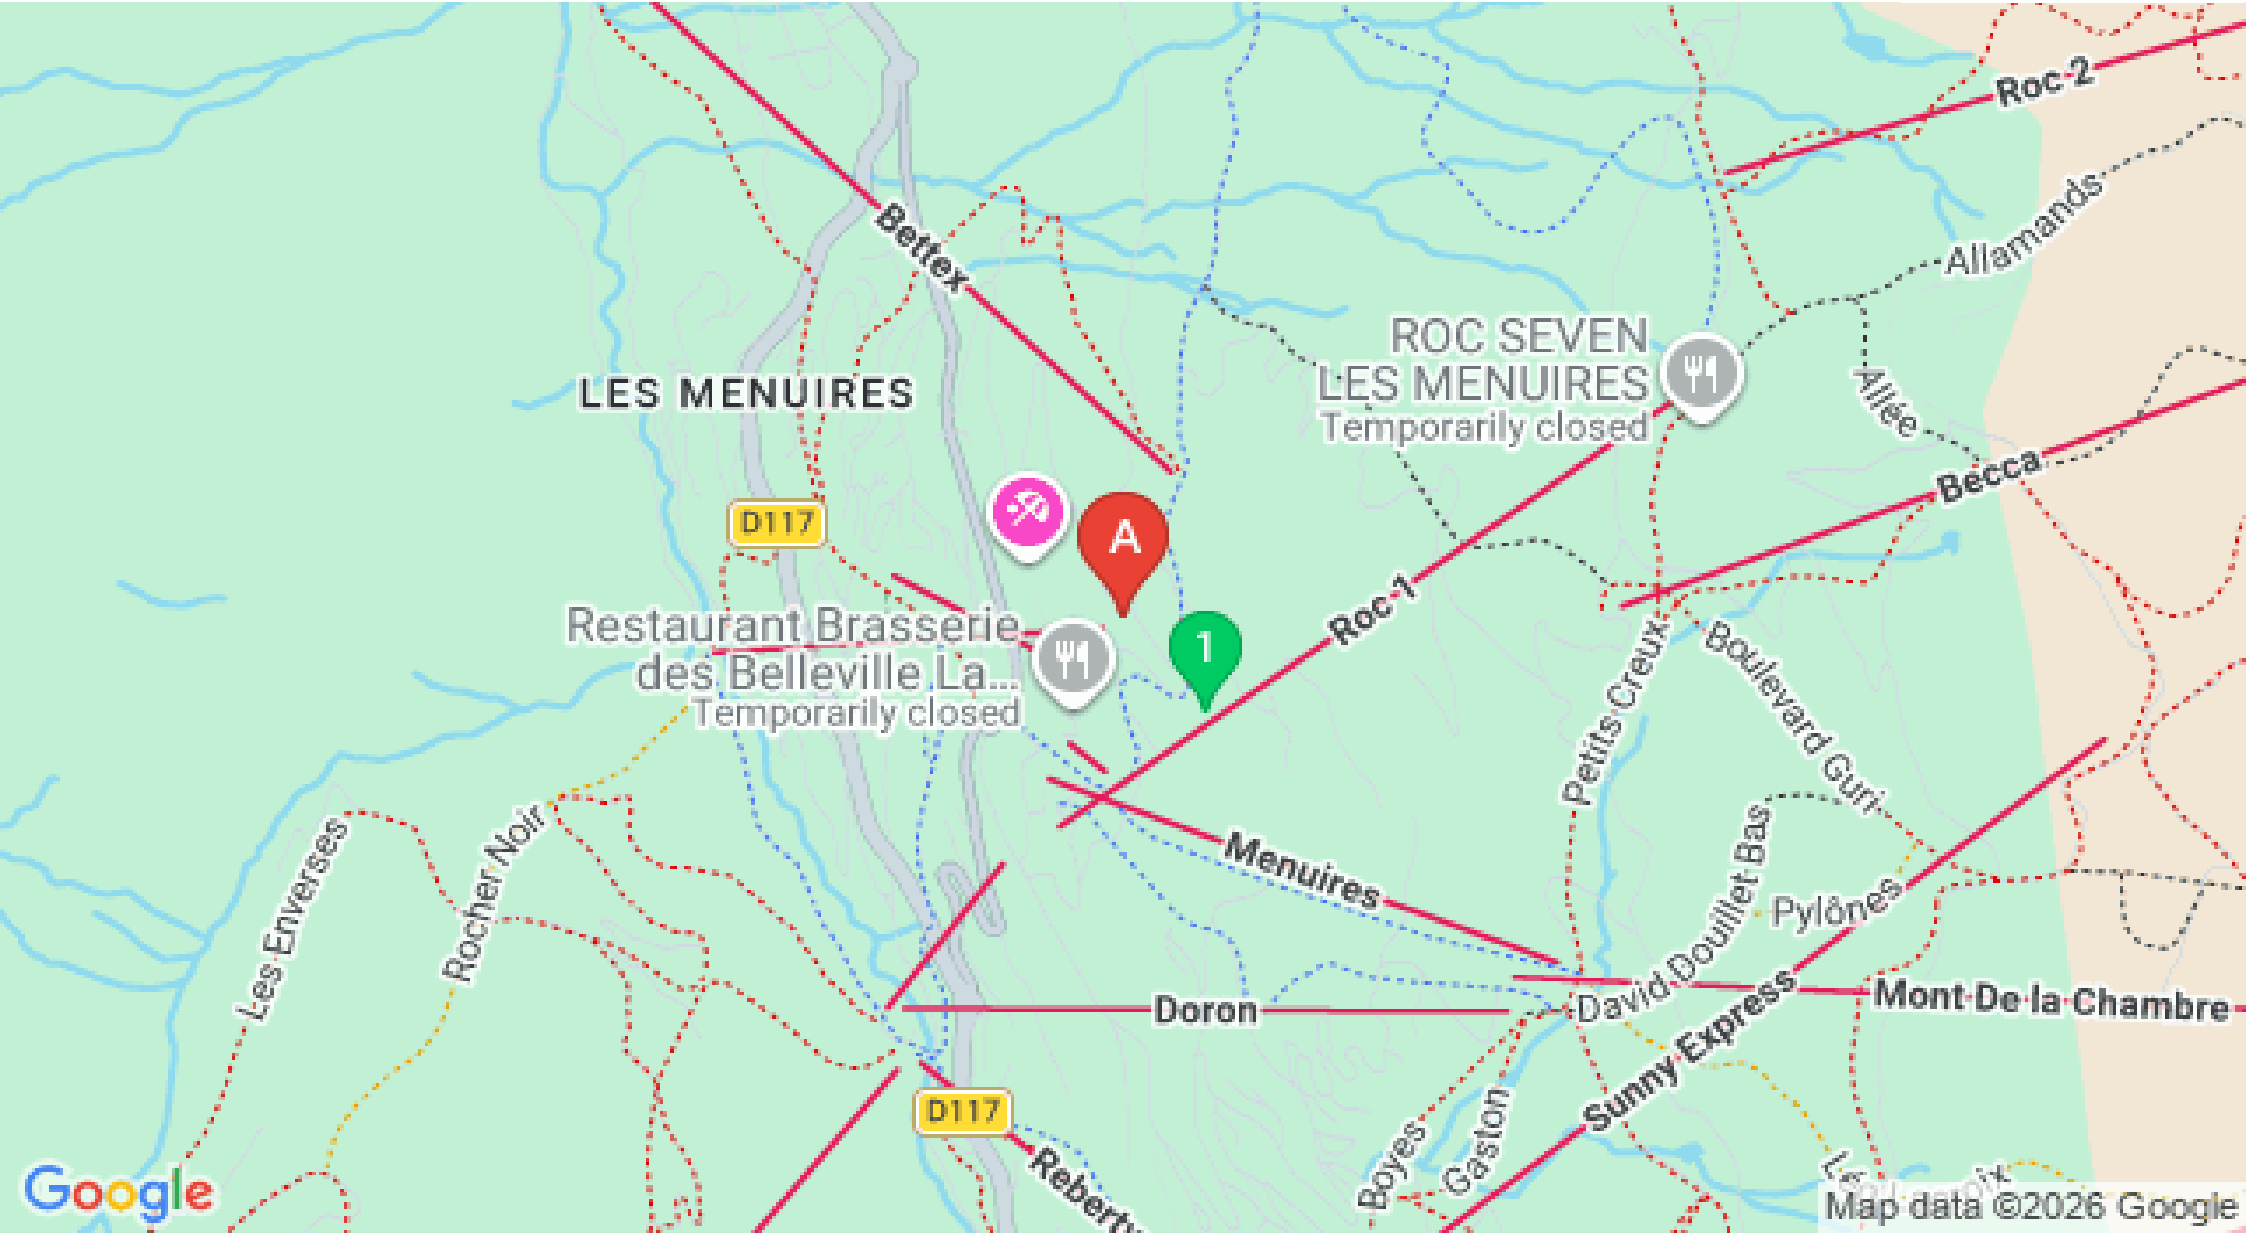 Roc 2
Allamands
Bettex
ROC SEVEN
LES MENUIRES
Temporarily closed
LES MENUIRES
Allée
Becca
D117
A
Roc 1
Restaurant Brasserie
des Belleville La...
Temporarily closed
1
Petits Creux
Boulevard Guri
Les Enverses
Rocher Noir
Menuires
David Douillet Bas
Pylônes
Doron
Mont De la Chambre
Sunny Express
D117
Boyes
Gaston
Google
Map data ©2026 Google